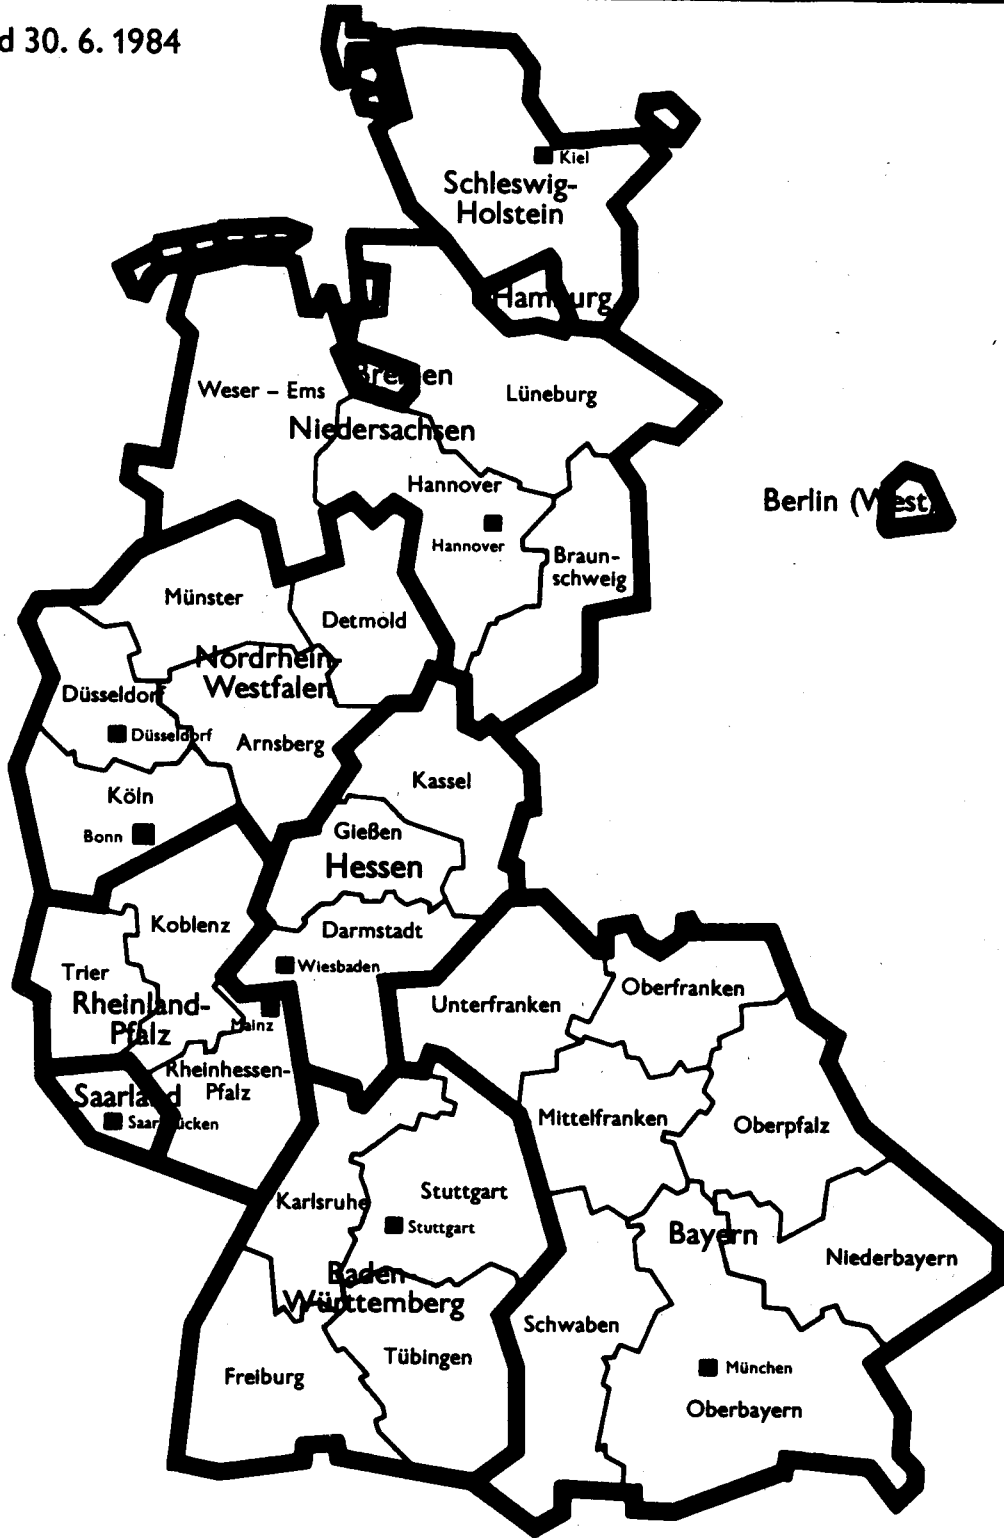 d 30. 6. 1984
Kiel
Schleswig-
Holstein
Hamburg
Bremen
Weser – Ems
Lüneburg
Niedersachsen
Hannover
Hannover
Berlin (West)
Braun-
schweig
Münster
Detmold
Nordrhein-
Westfalen
Düsseldorf
Düsseldorf
Arnsberg
Kassel
Köln
Bonn
Gießen
Hessen
Koblenz
Darmstadt
Wiesbaden
Trier
Rheinland-
Pfalz
Mainz
Unterfranken
Oberfranken
Rheinhessen-
Pfalz
Saarland
Saarbrücken
Mittelfranken
Oberpfalz
Karlsruhe
Stuttgart
Stuttgart
Bayern
Niederbayern
Baden-
Württemberg
Schwaben
Tübingen
Freiburg
München
Oberbayern